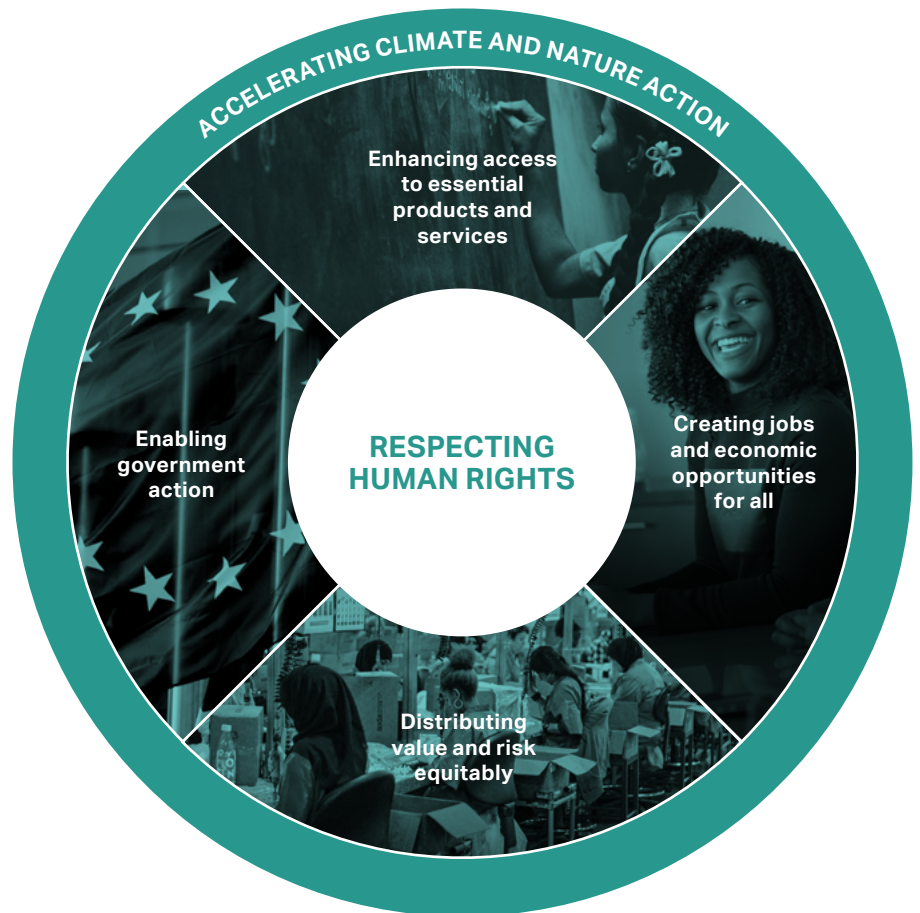 ACCELERATING CLIMATE AND NATURE ACTION
Enhancing access
to essential
products and
services
Enabling
government
action
RESPECTING
HUMAN RIGHTS
Creating jobs
and economic
opportunities
for all
Distributing
value and risk
equitably